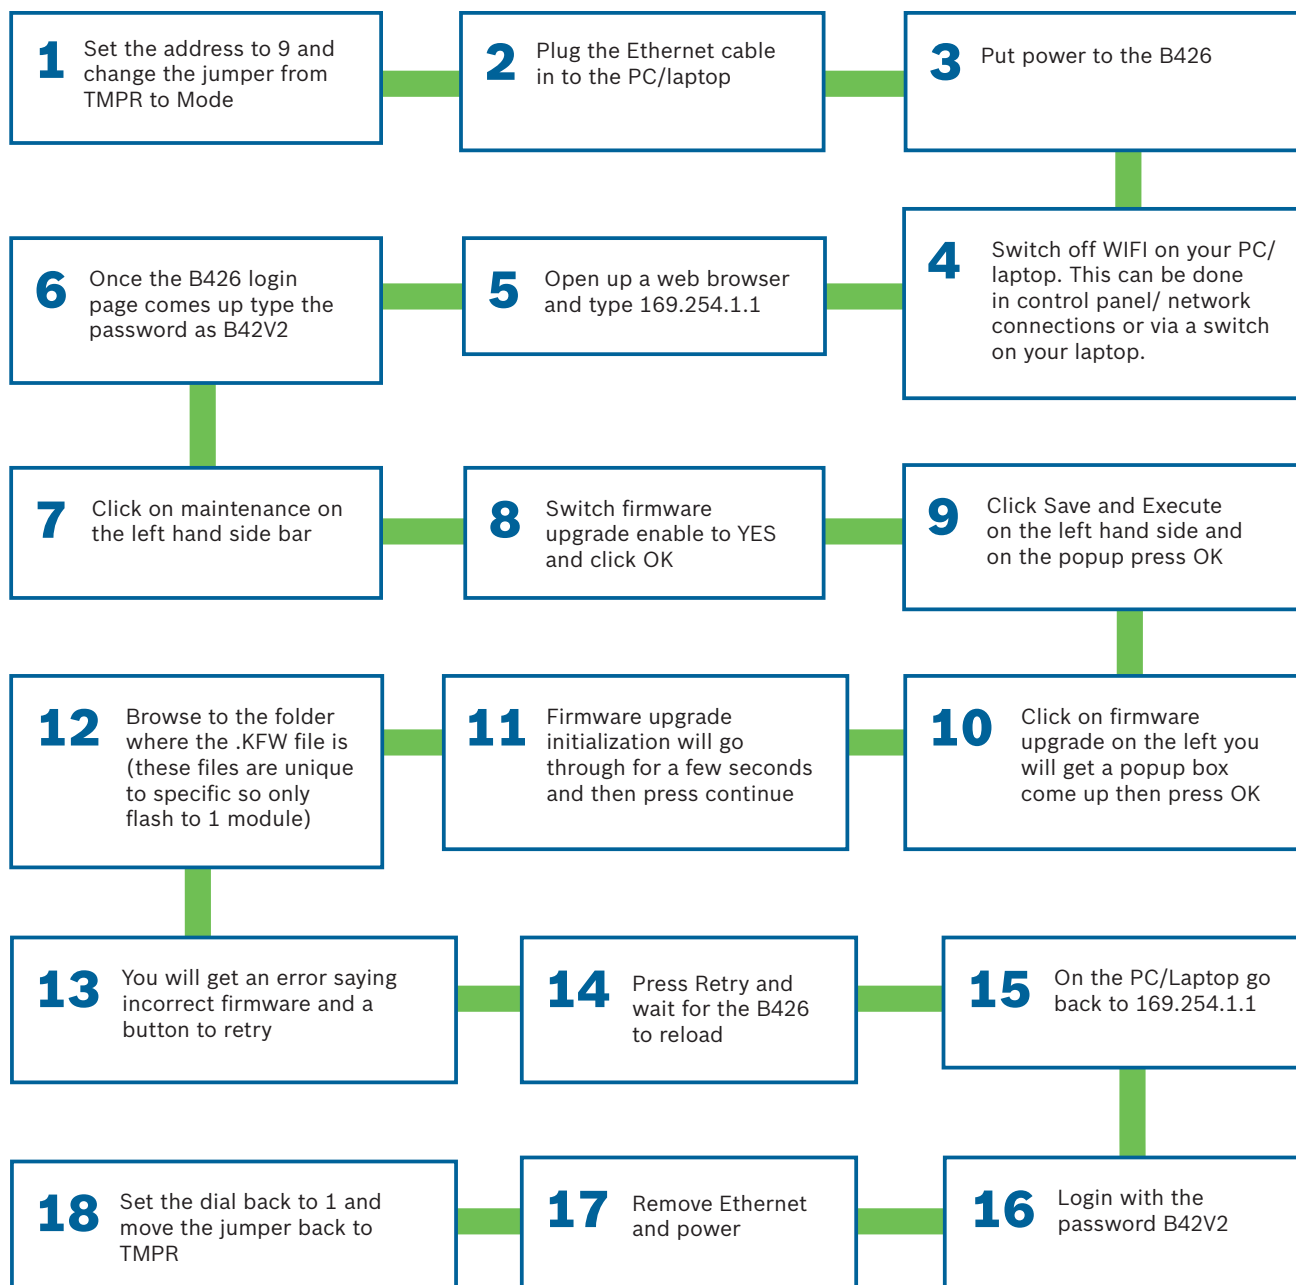 1
Set the address to 9 and
change the jumper from
TMPR to Mode
2
Plug the Ethernet cable
in to the PC/laptop
3
Put power to the B426
4
Switch off WIFI on your PC/
laptop. This can be done
in control panel/ network
connections or via a switch
on your laptop.
5
Open up a web browser
and type 169.254.1.1
6
Once the B426 login
page comes up type the
password as B42V2
7
Click on maintenance on
the left hand side bar
8
Switch firmware
upgrade enable to YES
and click OK
9
Click Save and Execute
on the left hand side and
on the popup press OK
10
Click on firmware
upgrade on the left you
will get a popup box
come up then press OK
11
Firmware upgrade
initialization will go
through for a few seconds
and then press continue
12
Browse to the folder
where the .KFW file is
(these files are unique
to specific so only
flash to 1 module)
13
You will get an error saying
incorrect firmware and a
button to retry
14
Press Retry and
wait for the B426
to reload
15
On the PC/Laptop go
back to 169.254.1.1
16
Login with the
password B42V2
17
Remove Ethernet
and power
18
Set the dial back to 1 and
move the jumper back to
TMPR